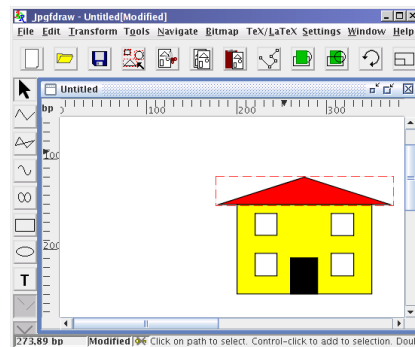 Jpgfdraw - Untitled[Modified]
File Edit Transform Tools Navigate Bitmap TeX/LaTeX Settings Window Help
Untitled
bp 100 200 300
100
200
T
273.89 bp Modified Click on path to select. Control-click to add to selection. Dou